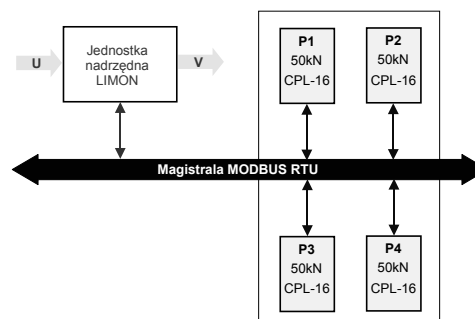 U
Jednostka
nadrzędna
LIMON
V
P1
50kN
CPL-16
P2
50kN
CPL-16
Magistrala MODBUS RTU
P3
50kN
CPL-16
P4
50kN
CPL-16